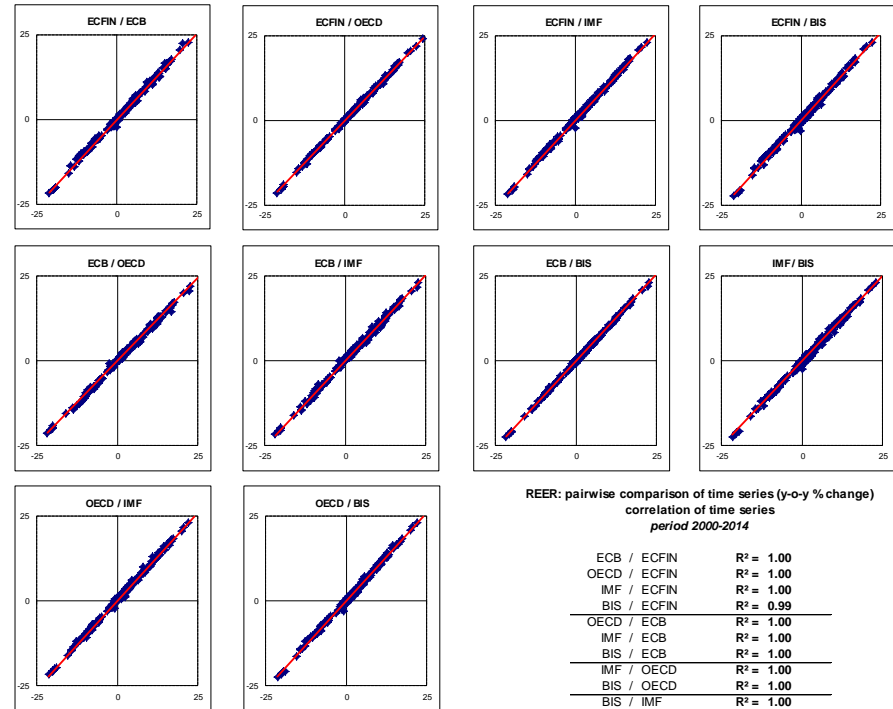 ECFIN / ECB
25
0
-25
-25
0
25
ECFIN / OECD
25
0
-25
-25
0
25
ECFIN / IMF
25
0
-25
-25
0
25
ECFIN / BIS
25
0
-25
-25
0
25
ECB / OECD
25
0
-25
-25
0
25
ECB / IMF
25
0
-25
-25
0
25
ECB / BIS
25
0
-25
-25
0
25
IMF / BIS
25
0
-25
-25
0
25
OECD / IMF
25
0
-25
-25
0
25
OECD / BIS
25
0
-25
-25
0
25
REER: pairwise comparison of time series (y-o-y % change)
correlation of time series
period 2000-2014
ECB / ECFIN R² = 1.00
OECD / ECFIN R² = 1.00
IMF / ECFIN R² = 1.00
BIS / ECFIN R² = 0.99
OECD / ECB R² = 1.00
IMF / ECB R² = 1.00
BIS / ECB R² = 1.00
IMF / OECD R² = 1.00
BIS / OECD R² = 1.00
BIS / IMF R² = 1.00